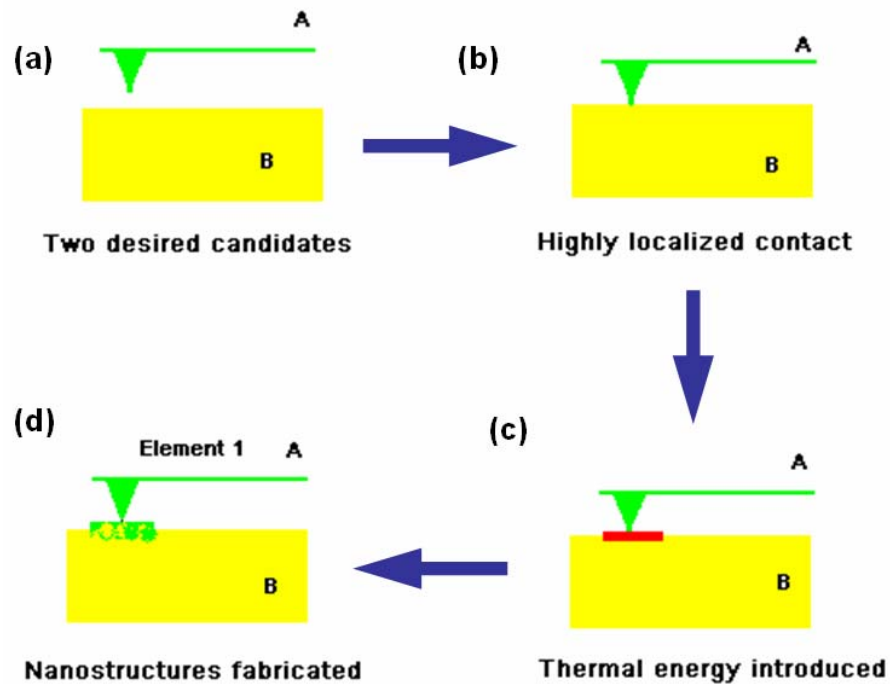 (a)
A
B
Two desired candidates
(b)
A
B
Highly localized contact
(c)
A
B
Thermal energy introduced
(d)
Element 1 A
B
Nanostructures fabricated